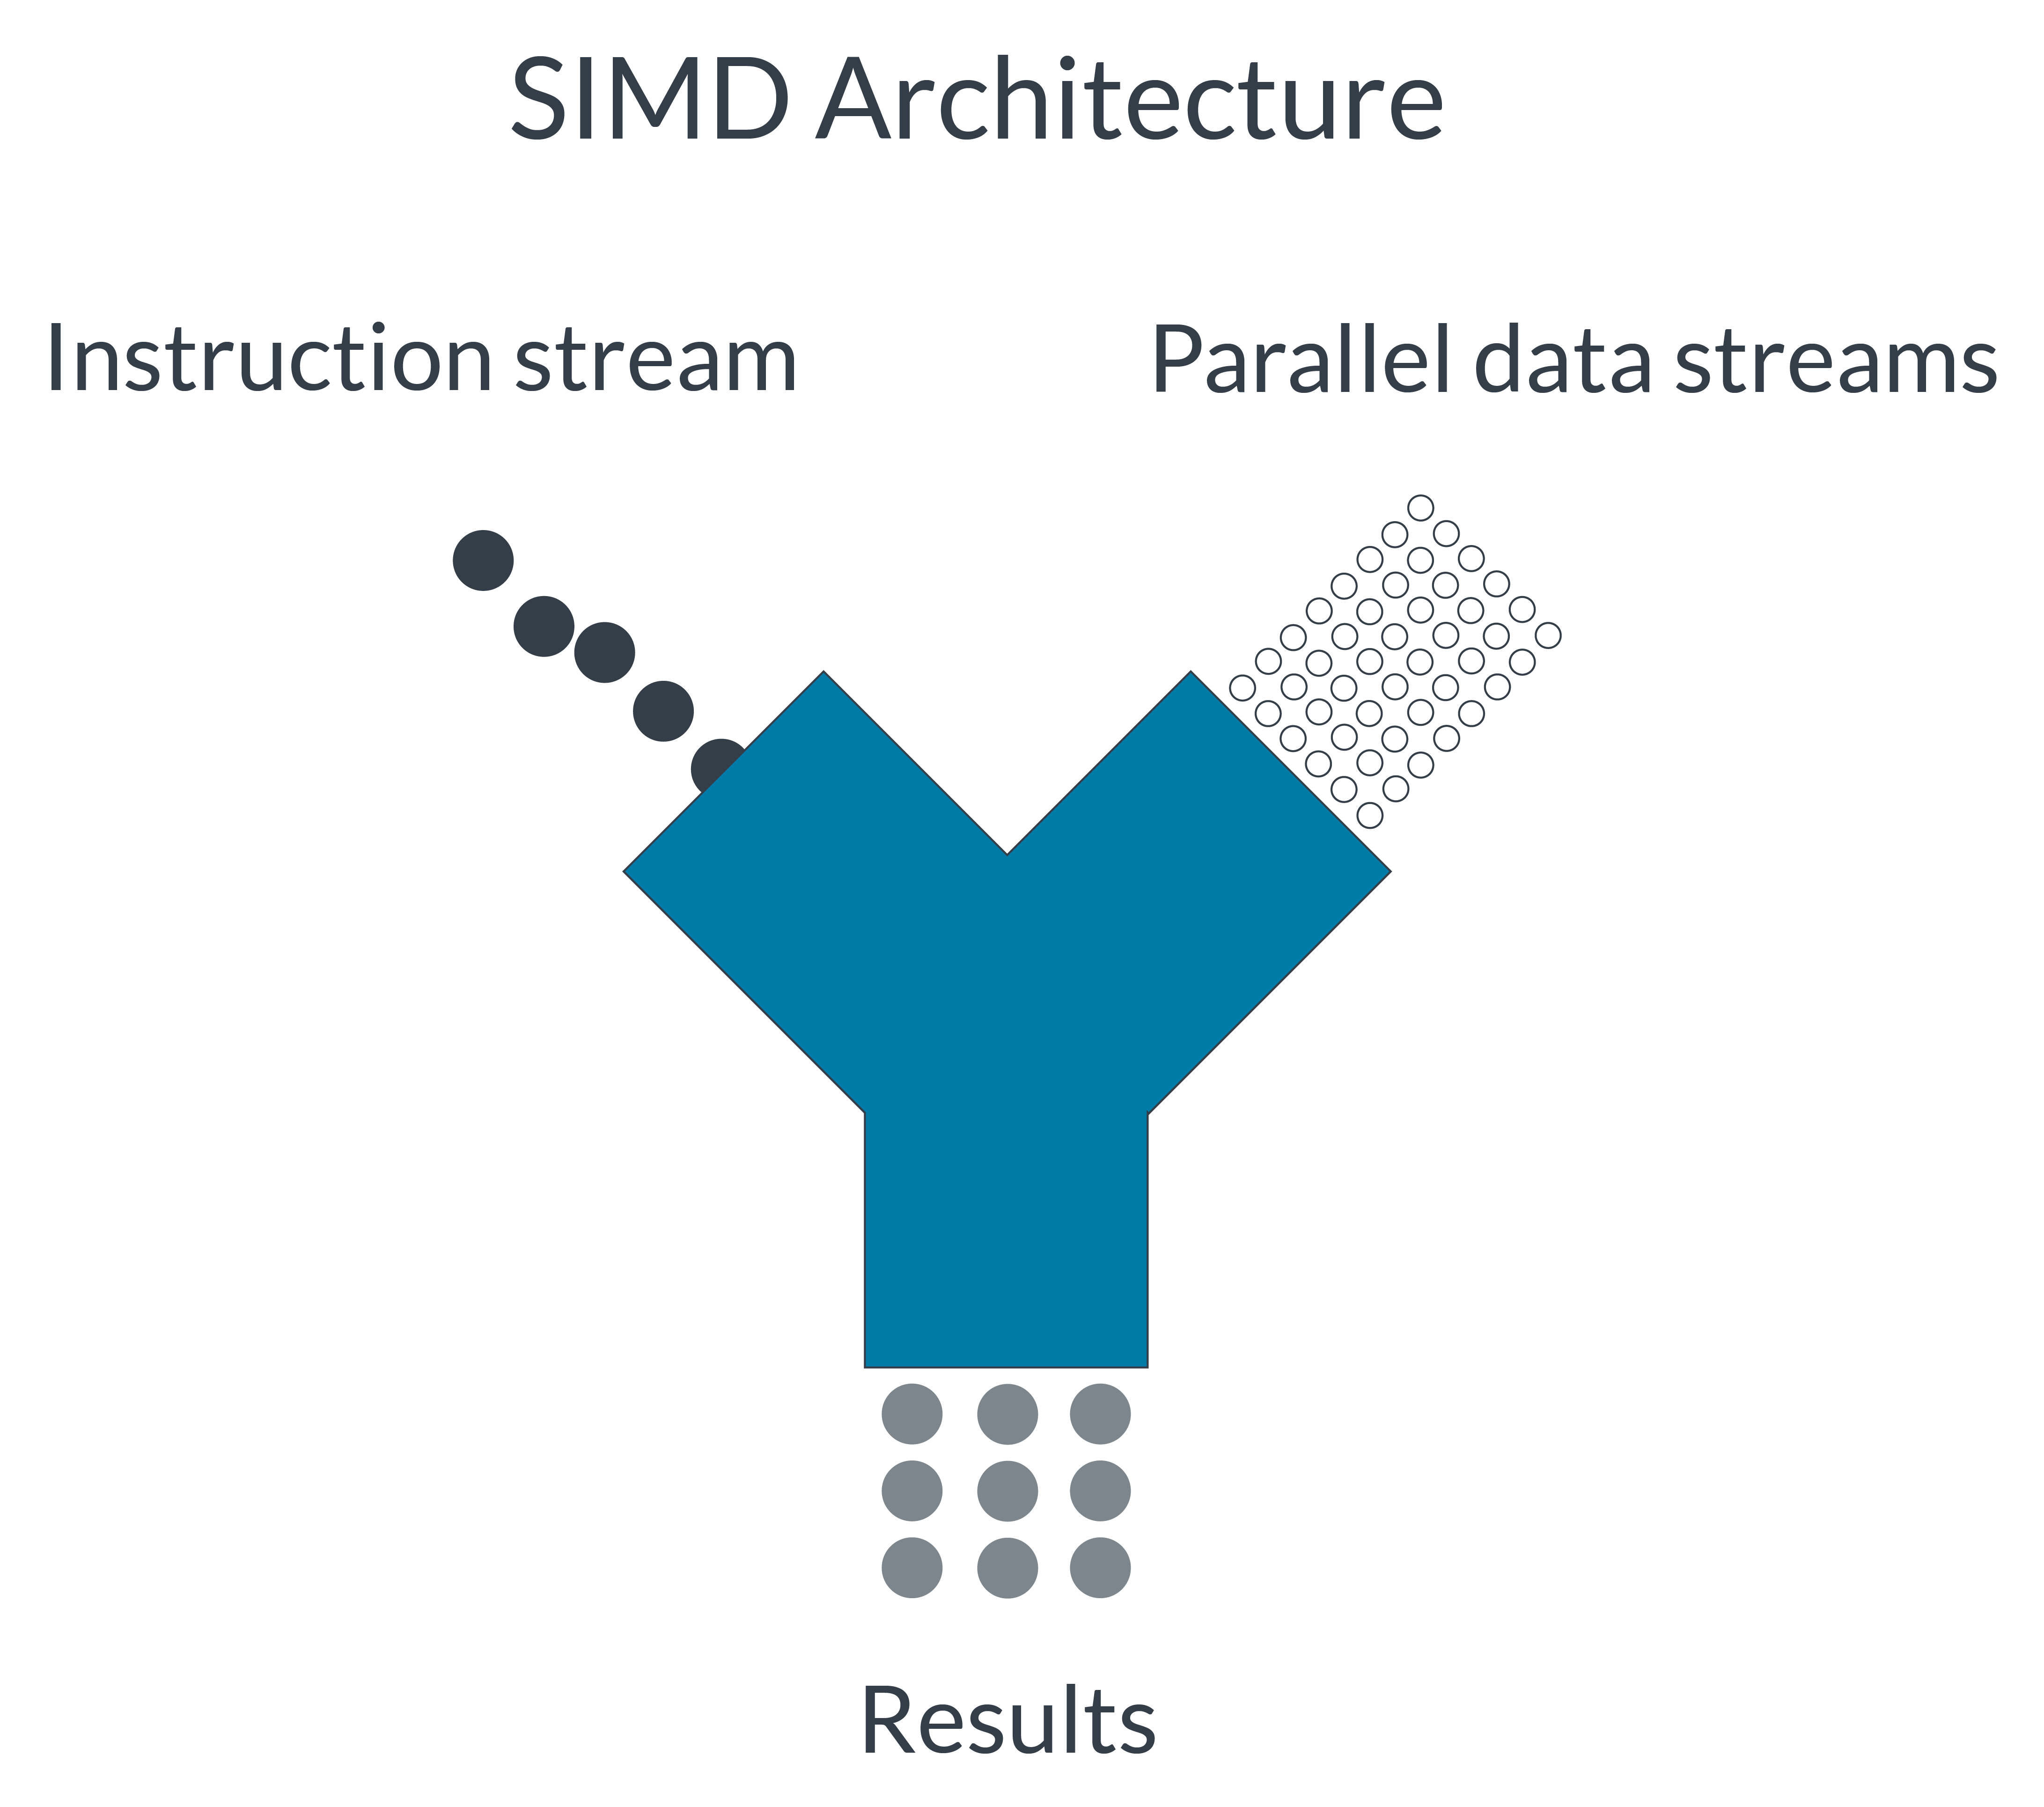 SIMD Architecture
Instruction stream
Parallel data streams
Results